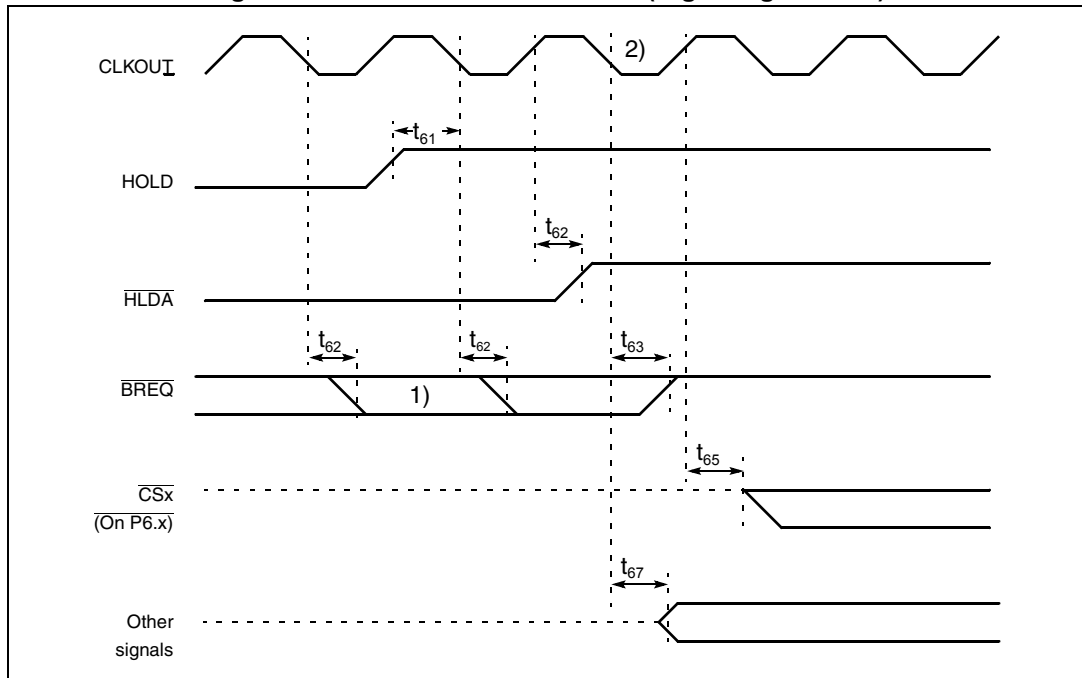 CLKOUT
2)
t61
HOLD
t62
HLDA
t62
t62
t63
BREQ
1)
t65
CSx
(On P6.x)
t67
Other
signals